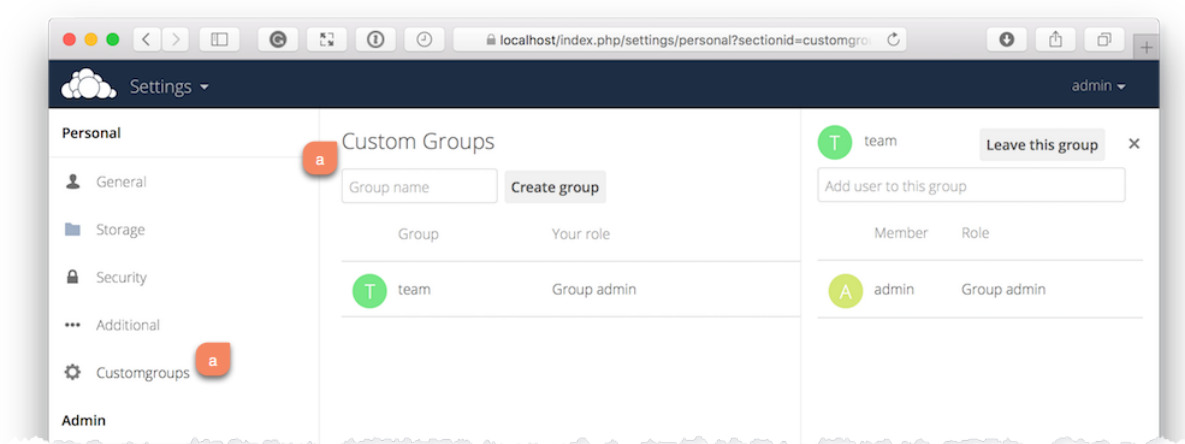 localhost/index.php/settings/personal?sectionid=customgro
Settings
admin
Personal
General
Storage
Security
Additional
Customgroups
a
Admin
Custom Groups
a
Group name
Create group
Group Your role
T team Group admin
T team
Leave this group
Add user to this group
Member Role
A admin Group admin